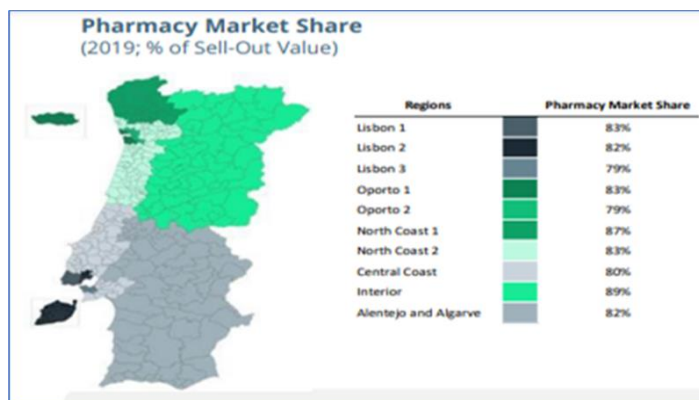 Pharmacy Market Share
(2019; % of Sell-Out Value)
Regions Pharmacy Market Share
Lisbon 1 83%
Lisbon 2 82%
Lisbon 3 79%
Oporto 1 83%
Oporto 2 79%
North Coast 1 87%
North Coast 2 83%
Central Coast 80%
Interior 89%
Alentejo and Algarve 82%